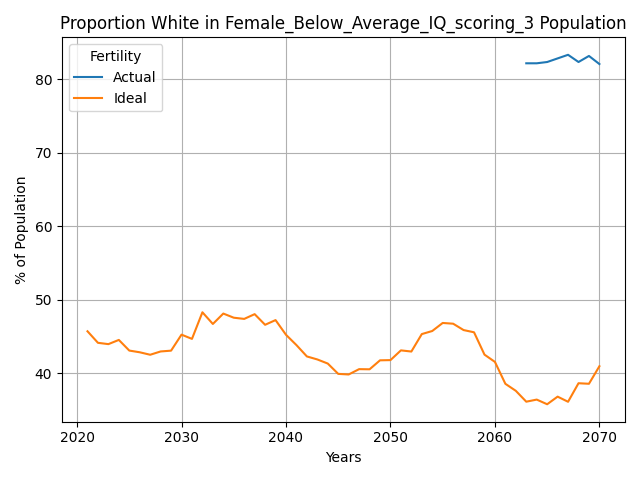 Proportion White in Female_Below_Average_IQ_scoring_3 Population
Fertility
Actual
Ideal
% of Population
80
70
60
50
40
2020
2030
2040
2050
2060
2070
Years